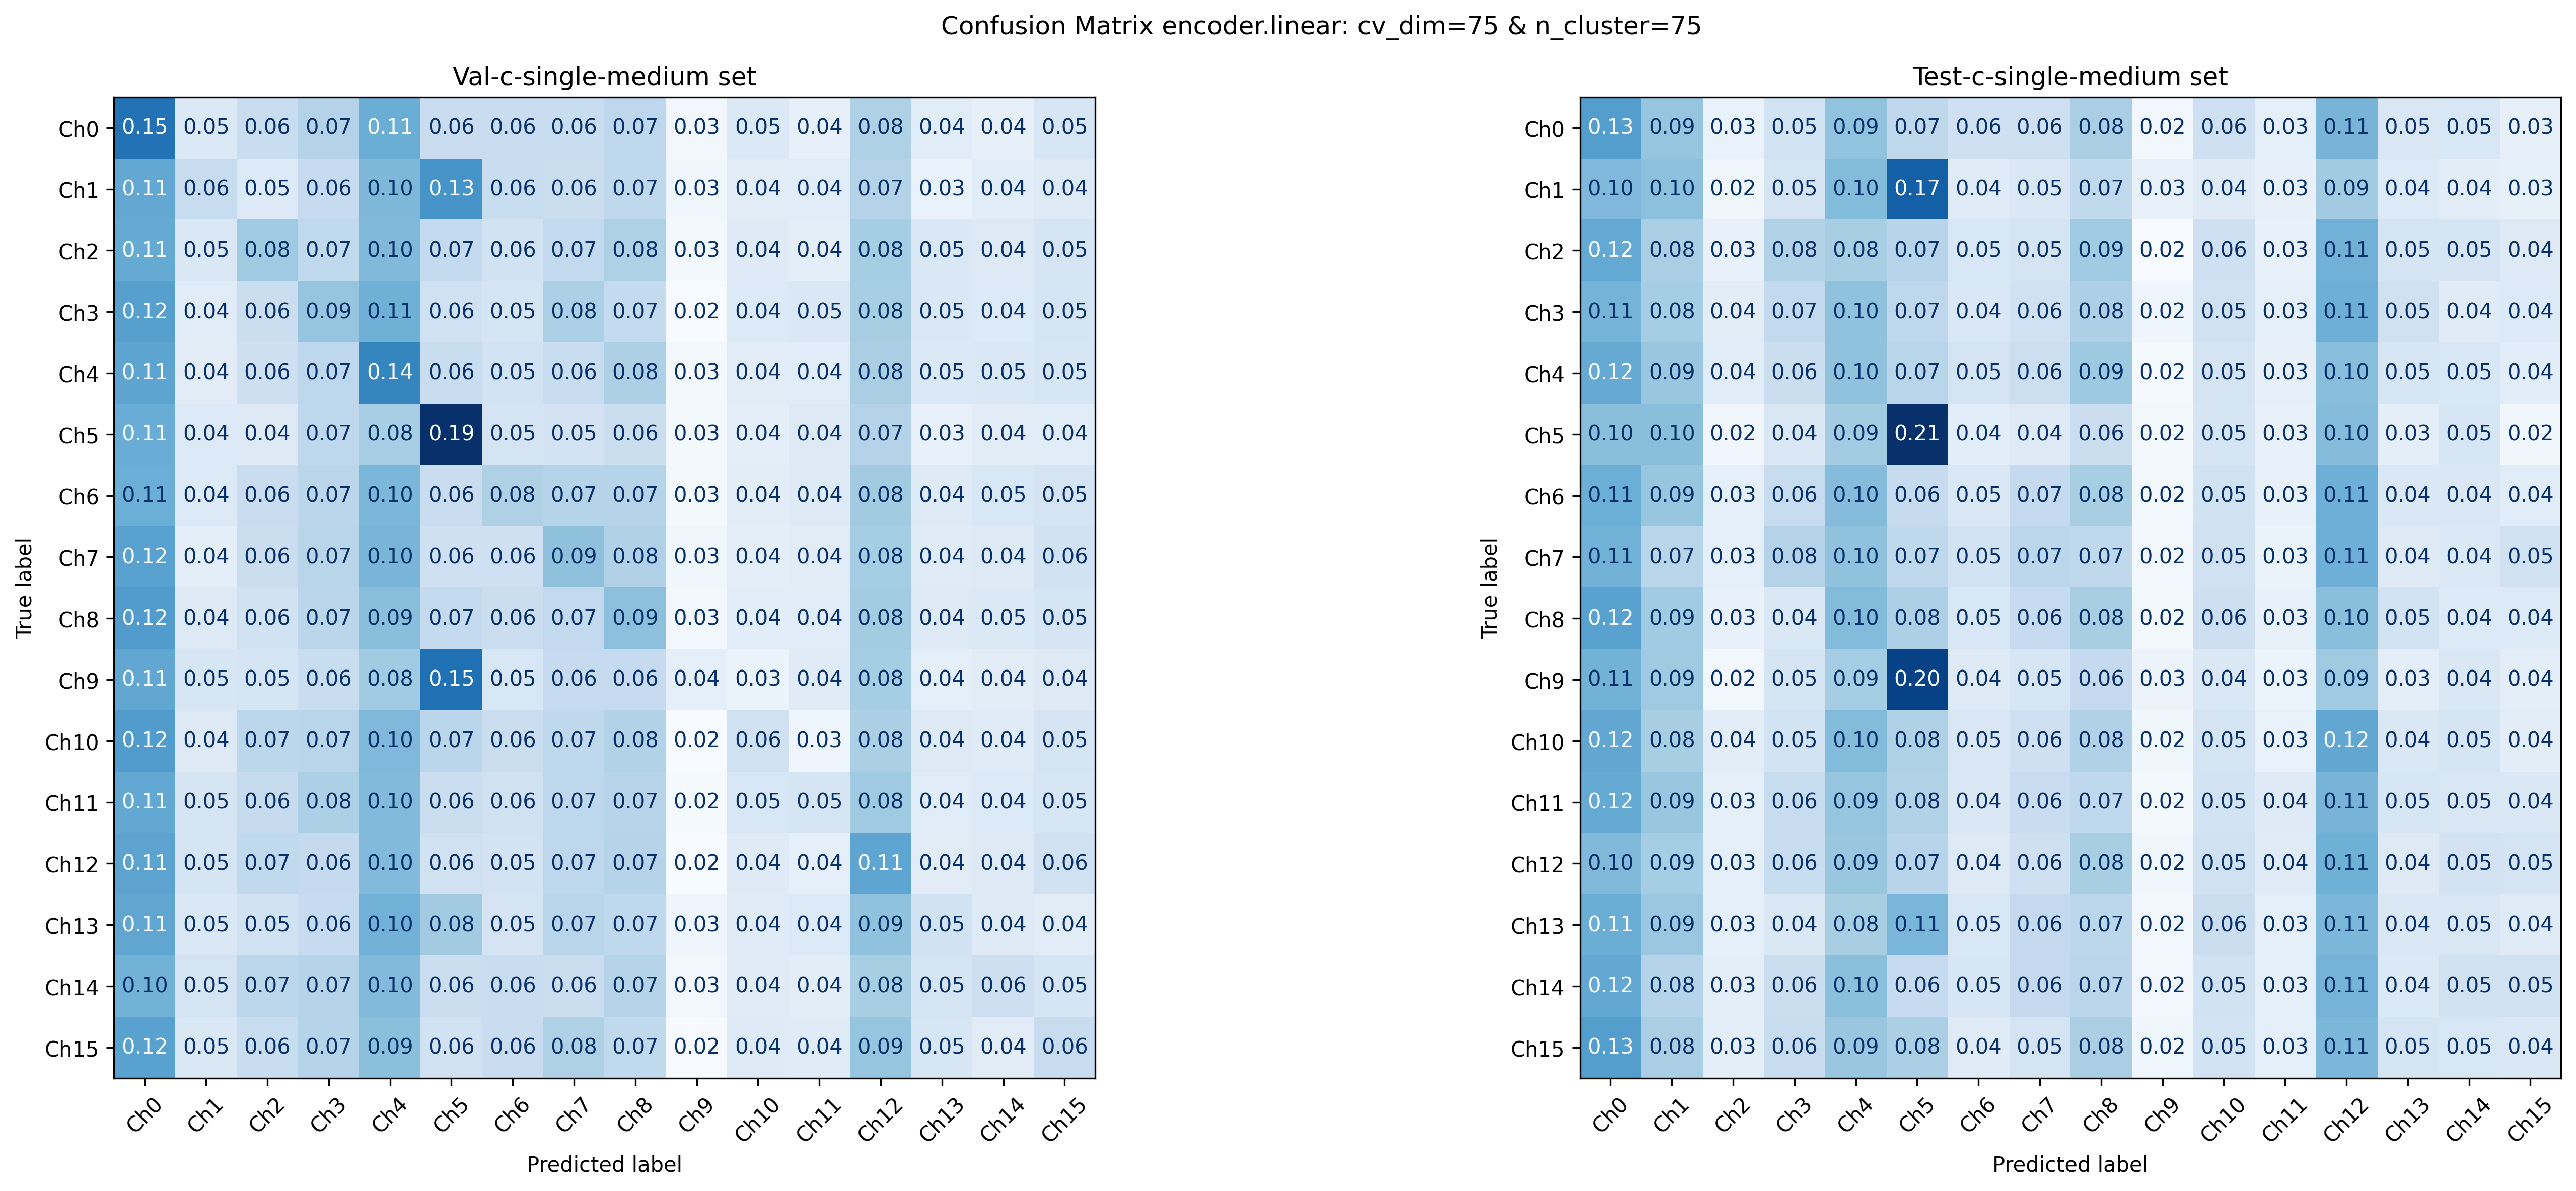 Confusion Matrix encoder.linear: cv_dim=75 & n_cluster=75
Val-c-single-medium set
True label
Ch0 0.15 0.05 0.06 0.07 0.11 0.06 0.06 0.06 0.07 0.03 0.05 0.04 0.08 0.04 0.04 0.05
Ch1 0.11 0.06 0.05 0.06 0.10 0.13 0.06 0.06 0.07 0.03 0.04 0.04 0.07 0.03 0.04 0.04
Ch2 0.11 0.05 0.08 0.07 0.10 0.07 0.06 0.07 0.08 0.03 0.04 0.04 0.08 0.05 0.04 0.05
Ch3 0.12 0.04 0.06 0.09 0.11 0.06 0.05 0.08 0.07 0.02 0.04 0.05 0.08 0.05 0.04 0.05
Ch4 0.11 0.04 0.06 0.07 0.14 0.06 0.05 0.06 0.08 0.03 0.04 0.04 0.08 0.05 0.05 0.05
Ch5 0.11 0.04 0.04 0.07 0.08 0.19 0.05 0.05 0.06 0.03 0.04 0.04 0.07 0.03 0.04 0.04
Ch6 0.11 0.04 0.06 0.07 0.10 0.06 0.08 0.07 0.07 0.03 0.04 0.04 0.08 0.04 0.05 0.05
Ch7 0.12 0.04 0.06 0.07 0.10 0.06 0.06 0.09 0.08 0.03 0.04 0.04 0.08 0.04 0.04 0.06
Ch8 0.12 0.04 0.06 0.07 0.09 0.07 0.06 0.07 0.09 0.03 0.04 0.04 0.08 0.04 0.05 0.05
Ch9 0.11 0.05 0.05 0.06 0.08 0.15 0.05 0.06 0.06 0.04 0.03 0.04 0.08 0.04 0.04 0.04
Ch10 0.12 0.04 0.07 0.07 0.10 0.07 0.06 0.07 0.08 0.02 0.06 0.03 0.08 0.04 0.04 0.05
Ch11 0.11 0.05 0.06 0.08 0.10 0.06 0.06 0.07 0.07 0.02 0.05 0.05 0.08 0.04 0.04 0.05
Ch12 0.11 0.05 0.07 0.06 0.10 0.06 0.05 0.07 0.07 0.02 0.04 0.04 0.11 0.04 0.04 0.06
Ch13 0.11 0.05 0.05 0.06 0.10 0.08 0.05 0.07 0.07 0.03 0.04 0.04 0.09 0.05 0.04 0.04
Ch14 0.10 0.05 0.07 0.07 0.10 0.06 0.06 0.06 0.07 0.03 0.04 0.04 0.08 0.05 0.06 0.05
Ch15 0.12 0.05 0.06 0.07 0.09 0.06 0.06 0.08 0.07 0.02 0.04 0.04 0.09 0.05 0.04 0.06
Ch0 Ch1 Ch2 Ch3 Ch4 Ch5 Ch6 Ch7 Ch8 Ch9 Ch10 Ch11 Ch12 Ch13 Ch14 Ch15
Predicted label
Test-c-single-medium set
True label
Ch0 0.13 0.09 0.03 0.05 0.09 0.07 0.06 0.06 0.08 0.02 0.06 0.03 0.11 0.05 0.05 0.03
Ch1 0.10 0.10 0.02 0.05 0.10 0.17 0.04 0.05 0.07 0.03 0.04 0.03 0.09 0.04 0.04 0.03
Ch2 0.12 0.08 0.03 0.08 0.08 0.07 0.05 0.05 0.09 0.02 0.06 0.03 0.11 0.05 0.05 0.04
Ch3 0.11 0.08 0.04 0.07 0.10 0.07 0.04 0.06 0.08 0.02 0.05 0.03 0.11 0.05 0.04 0.04
Ch4 0.12 0.09 0.04 0.06 0.10 0.07 0.05 0.06 0.09 0.02 0.05 0.03 0.10 0.05 0.05 0.04
Ch5 0.10 0.10 0.02 0.04 0.09 0.21 0.04 0.04 0.06 0.02 0.05 0.03 0.10 0.03 0.05 0.02
Ch6 0.11 0.09 0.03 0.06 0.10 0.06 0.05 0.07 0.08 0.02 0.05 0.03 0.11 0.04 0.04 0.04
Ch7 0.11 0.07 0.03 0.08 0.10 0.07 0.05 0.07 0.07 0.02 0.05 0.03 0.11 0.04 0.04 0.05
Ch8 0.12 0.09 0.03 0.04 0.10 0.08 0.05 0.06 0.08 0.02 0.06 0.03 0.10 0.05 0.04 0.04
Ch9 0.11 0.09 0.02 0.05 0.09 0.20 0.04 0.05 0.06 0.03 0.04 0.03 0.09 0.03 0.04 0.04
Ch10 0.12 0.08 0.04 0.05 0.10 0.08 0.05 0.06 0.08 0.02 0.05 0.03 0.12 0.04 0.05 0.04
Ch11 0.12 0.09 0.03 0.06 0.09 0.08 0.04 0.06 0.07 0.02 0.05 0.04 0.11 0.05 0.05 0.04
Ch12 0.10 0.09 0.03 0.06 0.09 0.07 0.04 0.06 0.08 0.02 0.05 0.04 0.11 0.04 0.05 0.05
Ch13 0.11 0.09 0.03 0.04 0.08 0.11 0.05 0.06 0.07 0.02 0.06 0.03 0.11 0.04 0.05 0.04
Ch14 0.12 0.08 0.03 0.06 0.10 0.06 0.05 0.06 0.07 0.02 0.05 0.03 0.11 0.04 0.05 0.05
Ch15 0.13 0.08 0.03 0.06 0.09 0.08 0.04 0.05 0.08 0.02 0.05 0.03 0.11 0.05 0.05 0.04
Ch0 Ch1 Ch2 Ch3 Ch4 Ch5 Ch6 Ch7 Ch8 Ch9 Ch10 Ch11 Ch12 Ch13 Ch14 Ch15
Predicted label